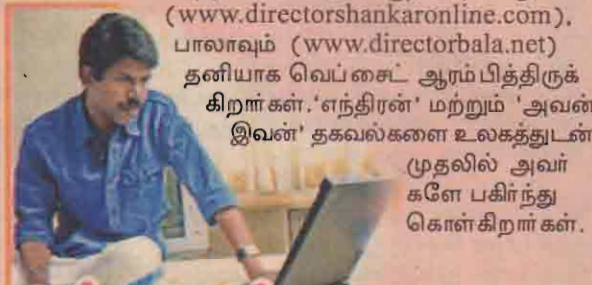 (www.directorshankaronline.com),
பாலாவும் (www.directorbala.net)
தனியாக வெப்சைட் ஆரம்பித்திருக்
கிறார்கள்.'எந்திரன்' மற்றும் 'அவன்
இவன்' தகவல்களை உலகத்துடன்
முதலில் அவர்
களே பகிர்ந்து
கொள்கிறார்கள்.